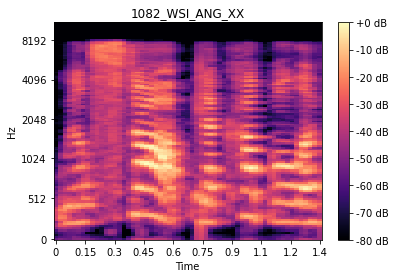 1082_WSI_ANG_XX
8192
4096
2048
1024
512
0
Hz
0 0.15 0.3 0.45 0.6 0.75 0.9 1.1 1.2 1.4
Time
+0 dB
-10 dB
-20 dB
-30 dB
-40 dB
-50 dB
-60 dB
-70 dB
-80 dB